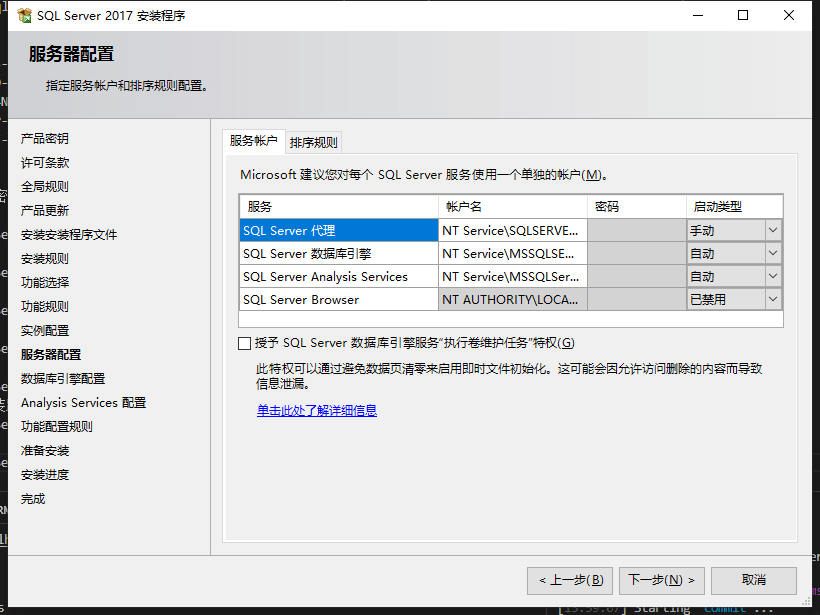 SQL Server 2017 安装程序
服务器配置
指定服务帐户和排序规则配置。
产品密钥
许可条款
全局规则
产品更新
安装安装程序文件
安装规则
功能选择
功能规则
实例配置
服务器配置
数据库引擎配置
Analysis Services 配置
功能配置规则
准备安装
安装进度
完成
服务帐户 排序规则
Microsoft 建议您对每个 SQL Server 服务使用一个单独的帐户(M)。
服务 帐户名 密码 启动类型
SQL Server 代理 NT Service\SQLSERVE... 手动
SQL Server 数据库引擎 NT Service\MSSQLSE... 自动
SQL Server Analysis Services NT Service\MSSQLSer... 自动
SQL Server Browser NT AUTHORITY\LOCA... 已禁用
授予 SQL Server 数据库引擎服务“执行卷维护任务”特权(G)
此特权可以通过避免数据页清零来启用即时文件初始化。这可能会因允许访问删除的内容而导致
信息泄漏。
单击此处了解详细信息
< 上一步(B) 下一步(N) > 取消